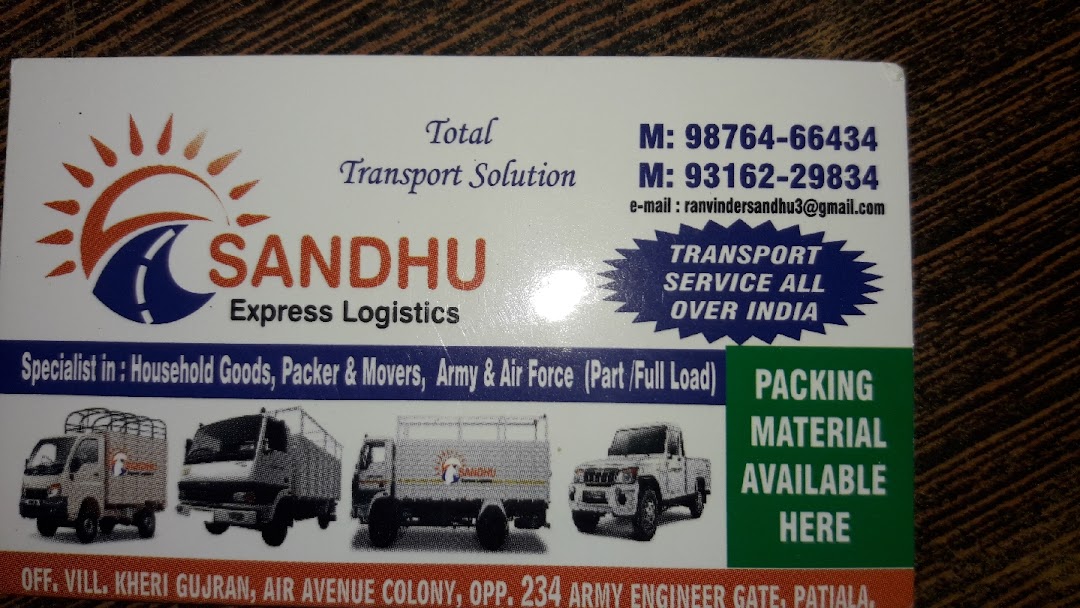 Total
Transport Solution
M: 98764-66434
M: 93162-29834
e-mail : ranvindersandhu3@gmail.com
SANDHU
Express Logistics
TRANSPORT
SERVICE ALL
OVER INDIA
Specialist in : Household Goods, Packer & Movers, Army & Air Force (Part /Full Load)
PACKING
MATERIAL
AVAILABLE
HERE
SANDHU
OFF. VILL. KHERI GUJRAN, AIR AVENUE COLONY, OPP. 234 ARMY ENGINEER GATE, PATIALA.